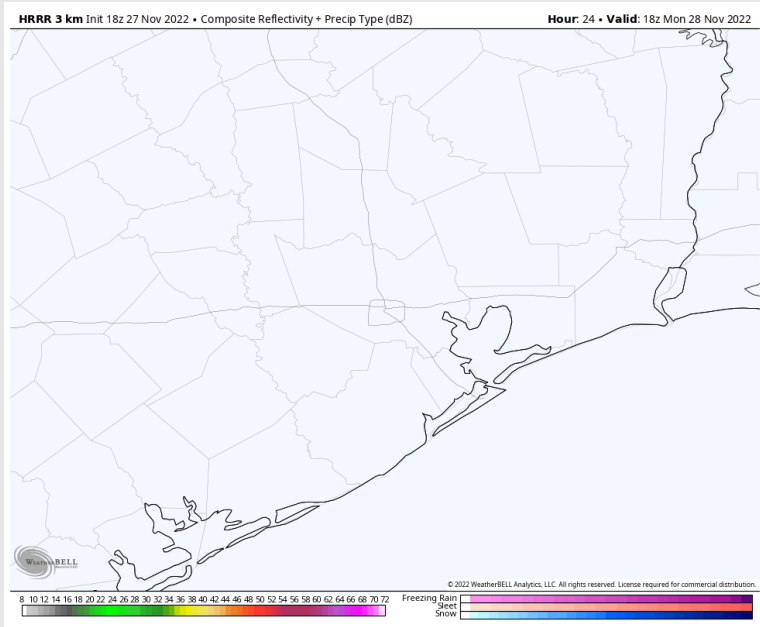 HRRR 3 km Init 18z 27 Nov 2022 • Composite Reflectivity + Precip Type (dBZ) Hour: 24 • Valid: 18z Mon 28 Nov 2022
WEATHERBELL
© 2022 WeatherBELL Analytics, LLC. All rights reserved. License required for commercial distribution.
8 10 12 14 16 18 20 22 24 26 28 30 32 34 36 38 40 42 44 46 48 50 52 54 56 58 60 62 64 66 68 70 72
Freezing Rain
Sleet
Snow